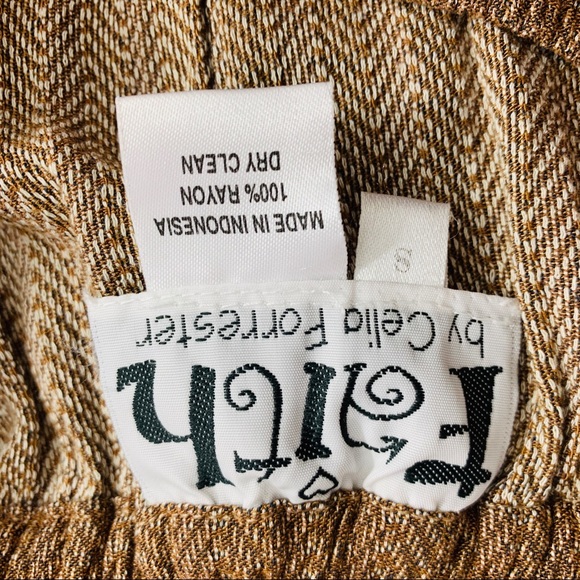 Faith
by Celia Forrester
S
MADE IN INDONESIA
100% RAYON
DRY CLEAN